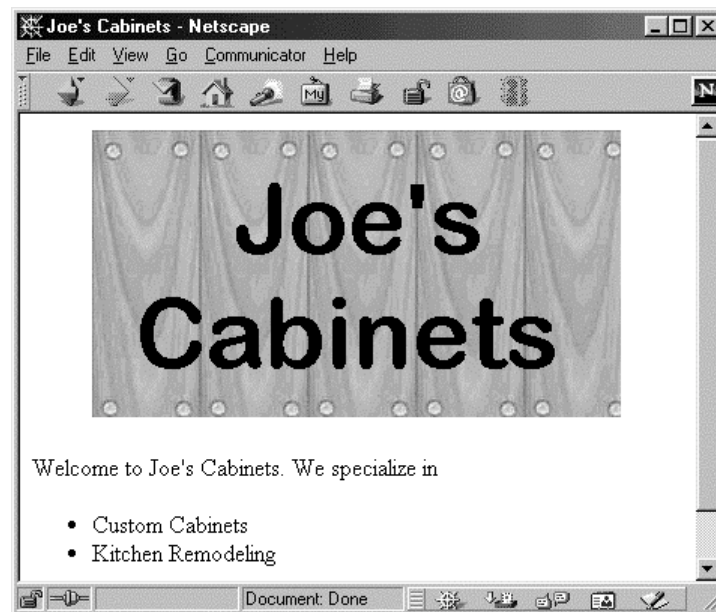 Joe's Cabinets - Netscape
File Edit View Go Communicator Help
My
@
N
Joe's
Cabinets
Welcome to Joe's Cabinets. We specialize in
• Custom Cabinets
• Kitchen Remodeling
Document: Done